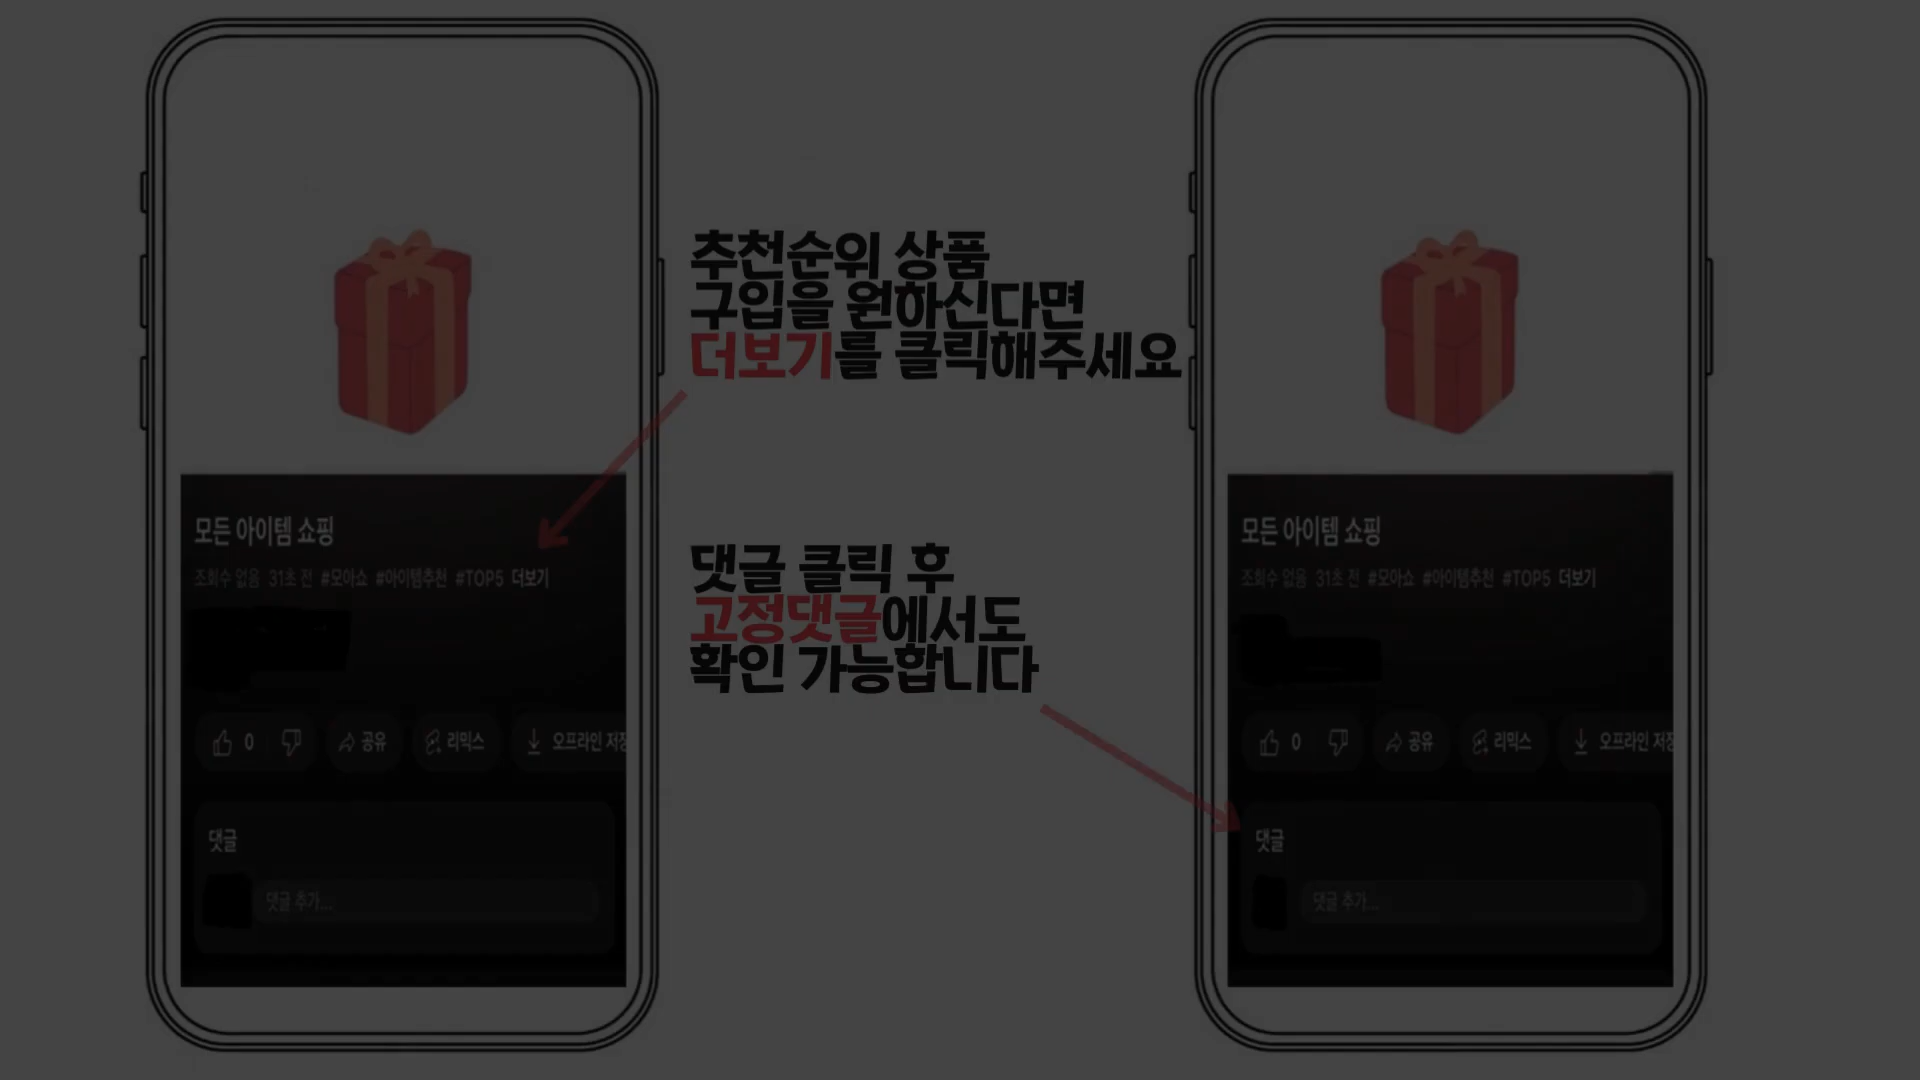 추천순위 상품
구입을 원하신다면
더보기를 클릭해주세요
모든 아이템 쇼핑
조회수 없음 31초 전 #모아쇼 #아이템추천 #TOP5 더보기
0 공유 리믹스 오프라인 저장
댓글
댓글 추가...
댓글 클릭 후
고정댓글에서도
확인 가능합니다
모든 아이템 쇼핑
조회수 없음 31초 전 #모아쇼 #아이템추천 #TOP5 더보기
0 공유 리믹스 오프라인 저장
댓글
댓글 추가...